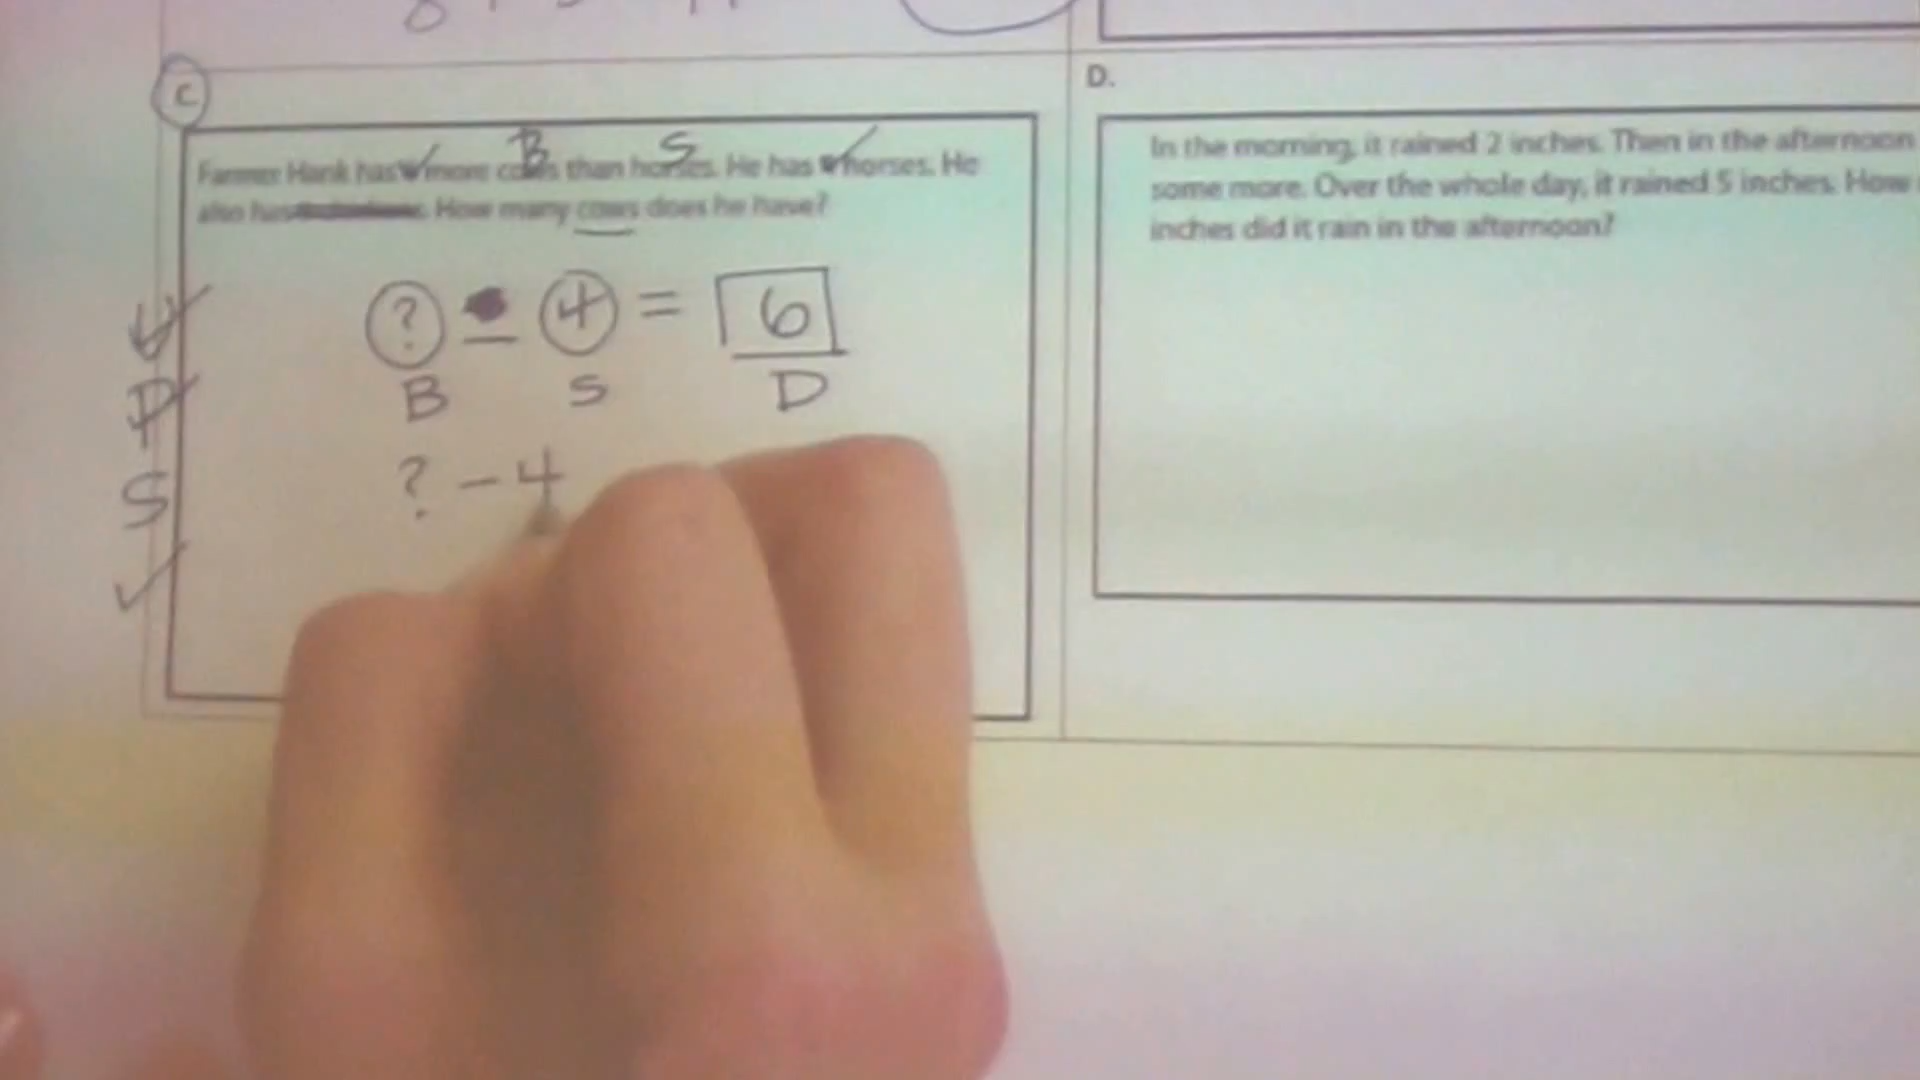 C
B S
Farmer Hank has more cows than horses. He has horses. He
also has How many cows does he have?
? - 4 = 6
B S D
? - 4
U
P
S
✓
D.
In the morning, it rained 2 inches. Then in the afternoon
some more. Over the whole day, it rained 5 inches. How
inches did it rain in the afternoon?